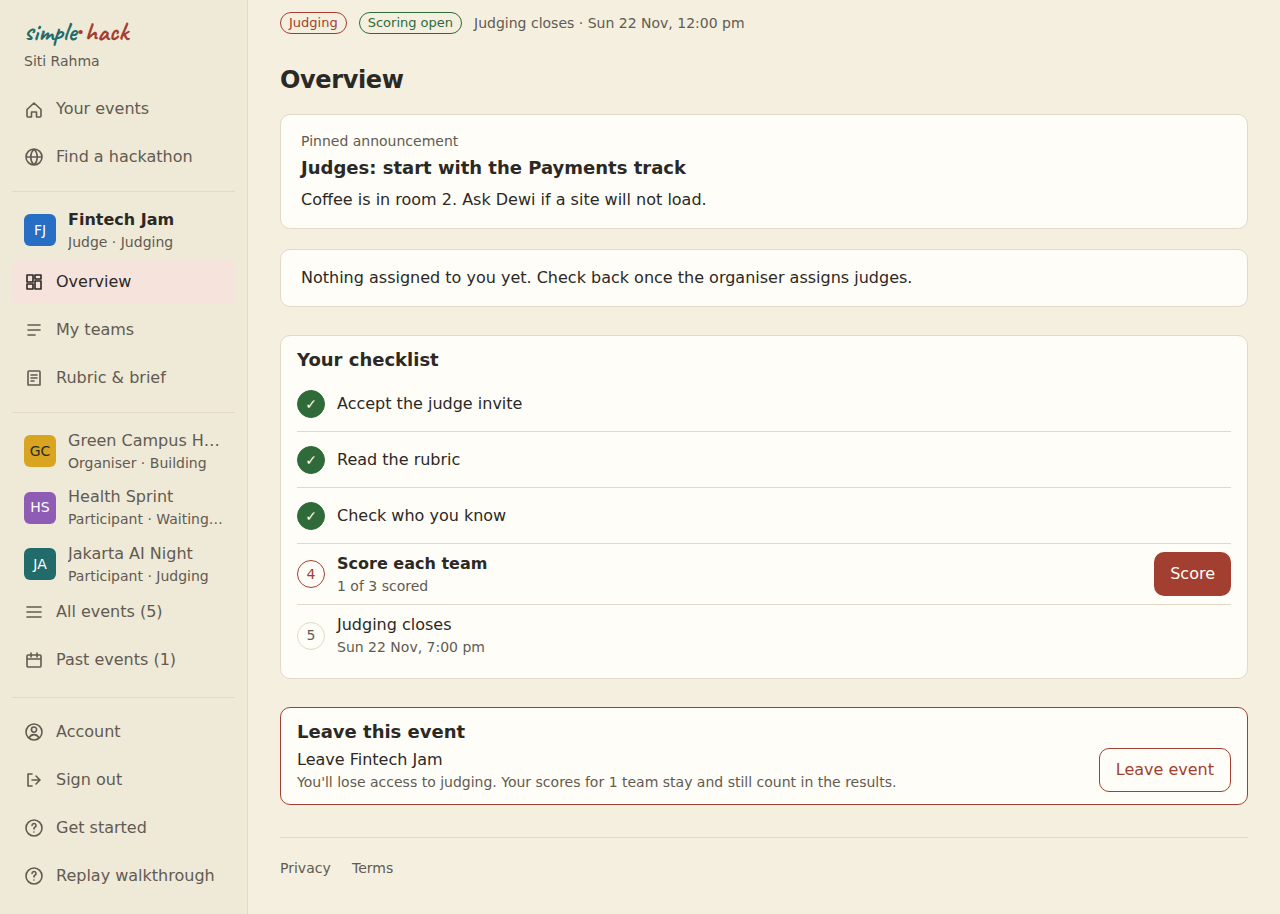 simple·hack
Siti Rahma
Your events
Find a hackathon
FJ
Fintech Jam
Judge · Judging
Overview
My teams
Rubric & brief
GC
Green Campus H…
Organiser · Building
HS
Health Sprint
Participant · Waiting…
JA
Jakarta AI Night
Participant · Judging
All events (5)
Past events (1)
Account
Sign out
Get started
Replay walkthrough
Judging
Scoring open
Judging closes · Sun 22 Nov, 12:00 pm
Overview
Pinned announcement
Judges: start with the Payments track
Coffee is in room 2. Ask Dewi if a site will not load.
Nothing assigned to you yet. Check back once the organiser assigns judges.
Your checklist
✓ Accept the judge invite
✓ Read the rubric
✓ Check who you know
4 Score each team
1 of 3 scored
Score
5 Judging closes
Sun 22 Nov, 7:00 pm
Leave this event
Leave Fintech Jam
You'll lose access to judging. Your scores for 1 team stay and still count in the results.
Leave event
Privacy Terms